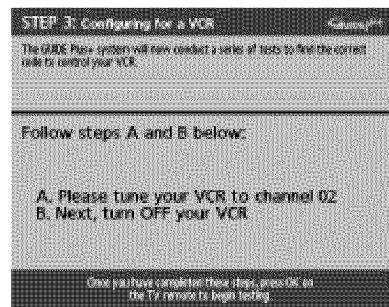 STEP 3: Configuring for a VCR
The GUIDE Plus+ system will now conduct a series of tests to find the correct
code to control your VCR.
Follow steps A and B below:
A. Please tune your VCR to channel 02
B. Next, turn OFF your VCR
Once you have completed these steps, press OK on
the TV remote to begin testing